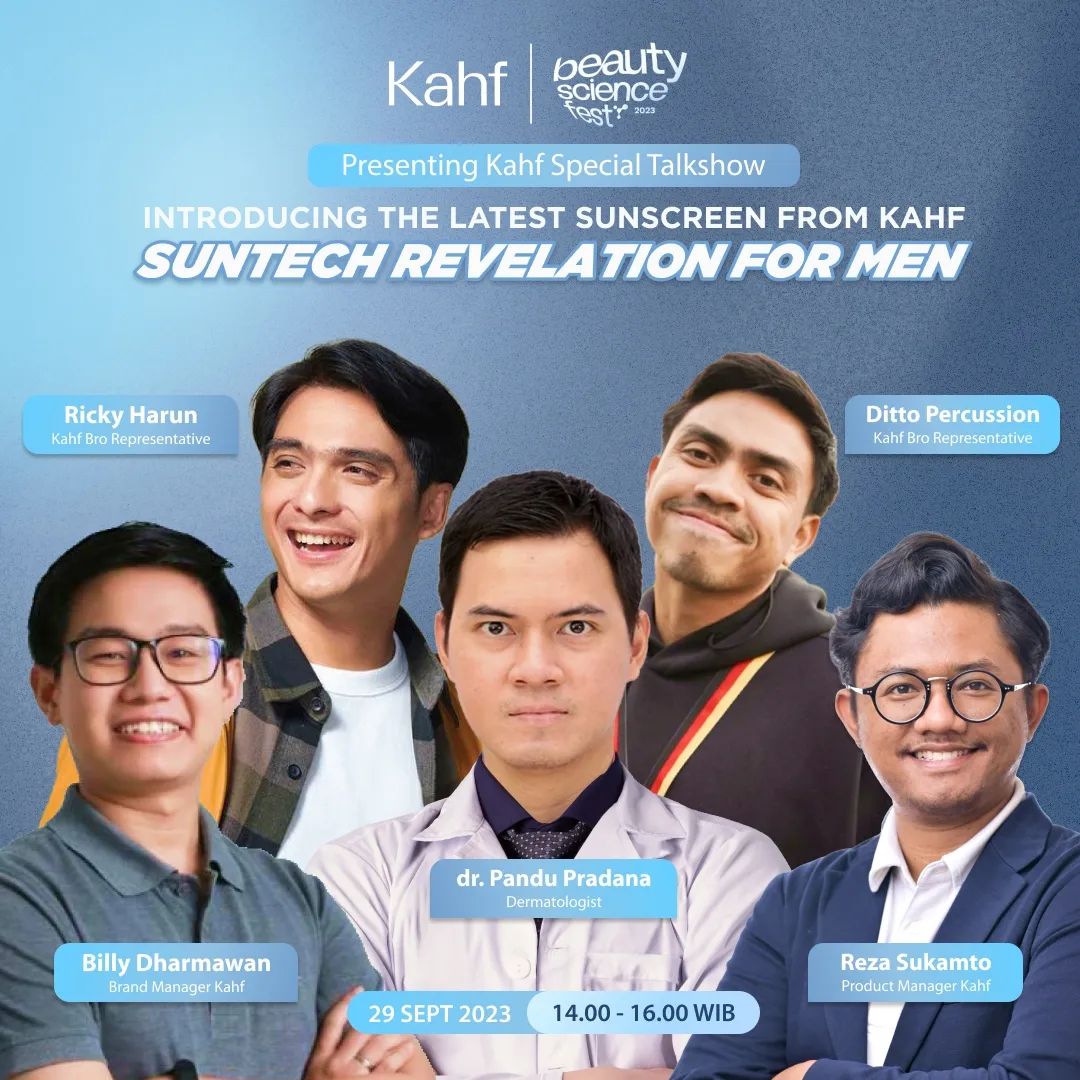 Kahf
beauty
science
fest
2023
Presenting Kahf Special Talkshow
INTRODUCING THE LATEST SUNSCREEN FROM KAHF
SUNTECH REVELATION FOR MEN
Ricky Harun
Kahf Bro Representative
Ditto Percussion
Kahf Bro Representative
dr. Pandu Pradana
Dermatologist
Billy Dharmawan
Brand Manager Kahf
Reza Sukamto
Product Manager Kahf
29 SEPT 2023
14.00 - 16.00 WIB